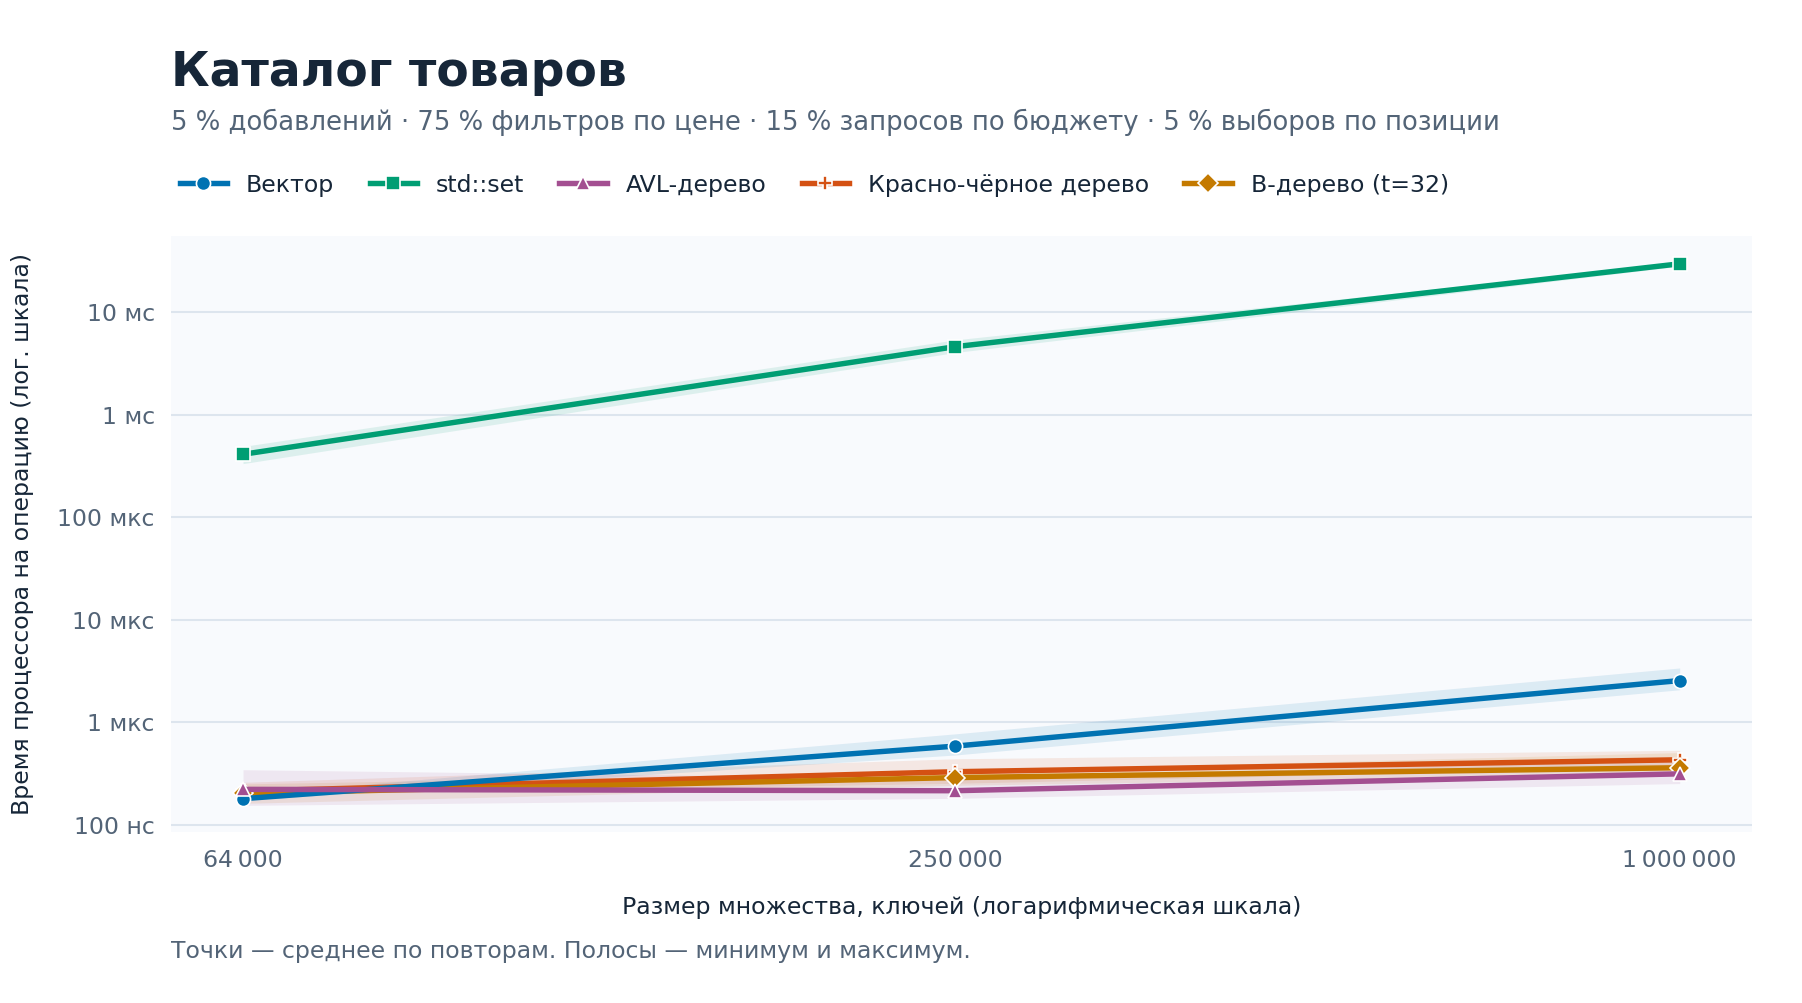 Каталог товаров
5 % добавлений · 75 % фильтров по цене · 15 % запросов по бюджету · 5 % выборов по позиции
Вектор std::set AVL-дерево Красно-чёрное дерево B-дерево (t=32)
Время процессора на операцию (лог. шкала)
10 мс
1 мс
100 мкс
10 мкс
1 мкс
100 нс
64 000 250 000 1 000 000
Размер множества, ключей (логарифмическая шкала)
Точки — среднее по повторам. Полосы — минимум и максимум.